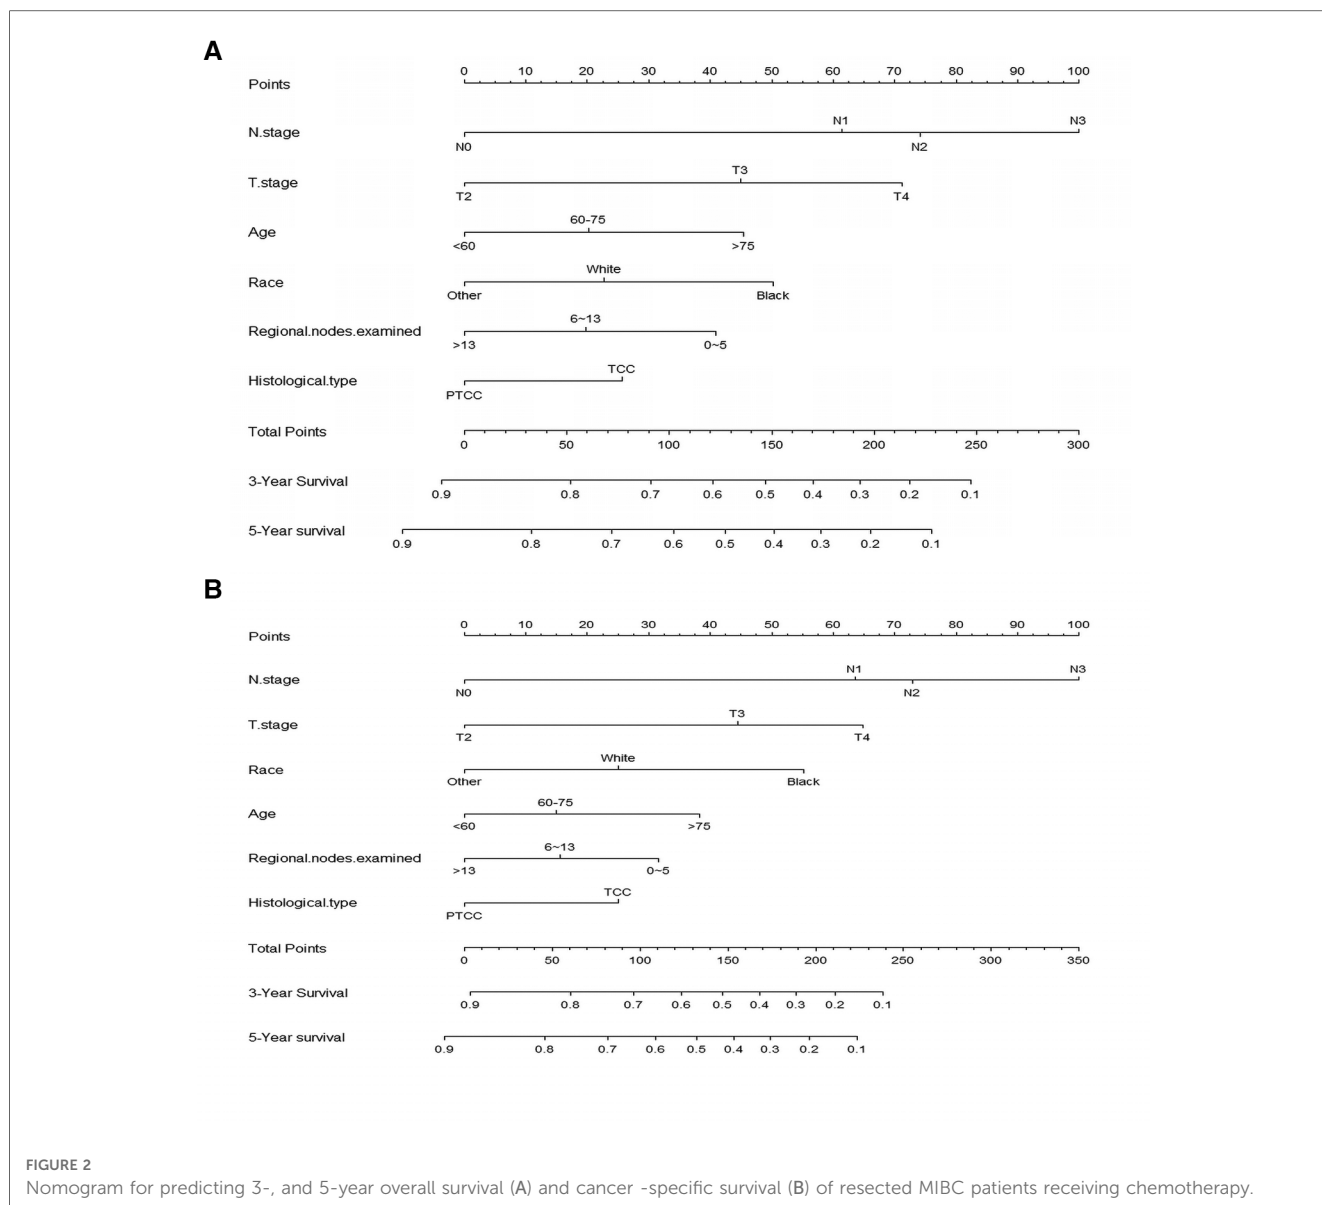 A
0 10 20 30 40 50 60 70 80 90 100
Points
N1 N3
N.stage
N0 N2
T3
T.stage
T2 T4
60-75
Age
<60 >75
White
Race
Other Black
6~13
Regional.nodes.examined
>13 0~5
TCC
Histological.type
PTCC
Total Points
0 50 100 150 200 250 300
3-Year Survival
0.9 0.8 0.7 0.6 0.5 0.4 0.3 0.2 0.1
5-Year survival
0.9 0.8 0.7 0.6 0.5 0.4 0.3 0.2 0.1
B
0 10 20 30 40 50 60 70 80 90 100
Points
N1 N3
N.stage
N0 N2
T3
T.stage
T2 T4
White
Race
Other Black
60-75
Age
<60 >75
6~13
Regional.nodes.examined
>13 0~5
TCC
Histological.type
PTCC
Total Points
0 50 100 150 200 250 300 350
3-Year Survival
0.9 0.8 0.7 0.6 0.5 0.4 0.3 0.2 0.1
5-Year survival
0.9 0.8 0.7 0.6 0.5 0.4 0.3 0.2 0.1
FIGURE 2
Nomogram for predicting 3-, and 5-year overall survival (A) and cancer -specific survival (B) of resected MIBC patients receiving chemotherapy.